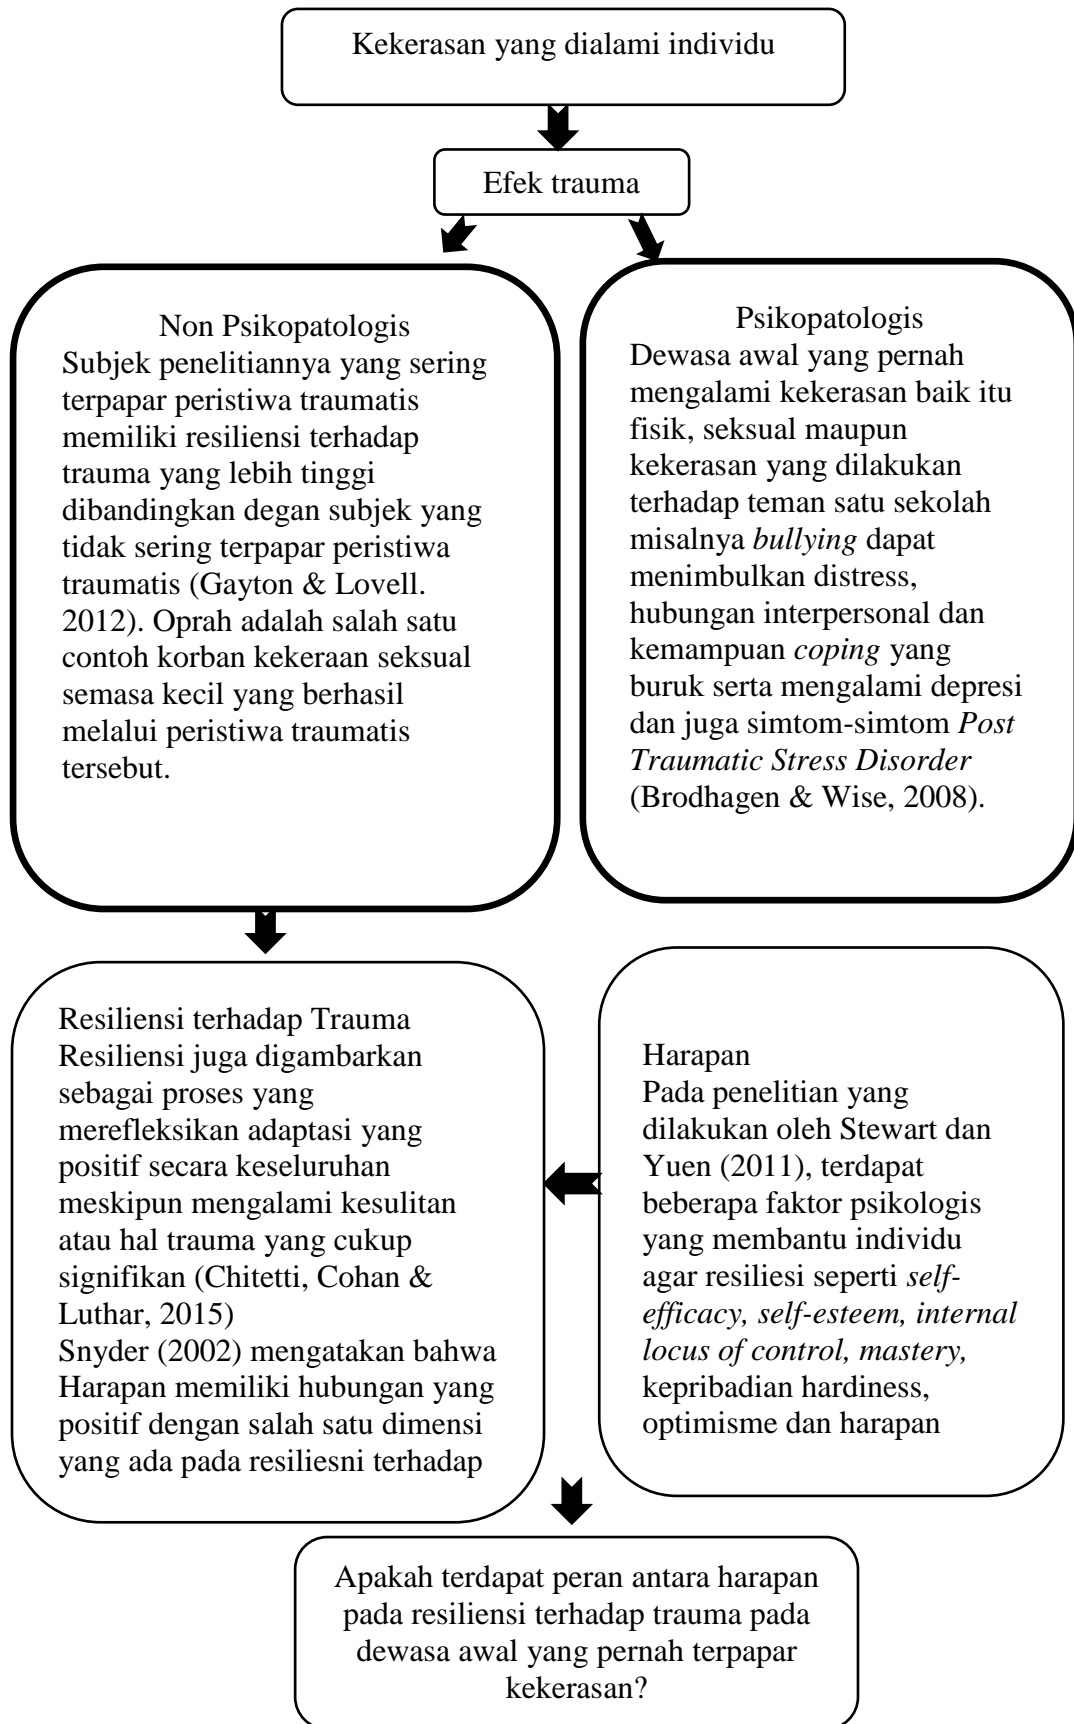 Kekerasan yang dialami individu
Efek trauma
Non Psikopatologis
Subjek penelitiannya yang sering
terpapar peristiwa traumatis
memiliki resiliensi terhadap
trauma yang lebih tinggi
dibandingkan degan subjek yang
tidak sering terpapar peristiwa
traumatis (Gayton & Lovell.
2012). Oprah adalah salah satu
contoh korban kekeraan seksual
semasa kecil yang berhasil
melalui peristiwa traumatis
tersebut.
Psikopatologis
Dewasa awal yang pernah
mengalami kekerasan baik itu
fisik, seksual maupun
kekerasan yang dilakukan
terhadap teman satu sekolah
misalnya bullying dapat
menimbulkan distress,
hubungan interpersonal dan
kemampuan coping yang
buruk serta mengalami depresi
dan juga simtom-simtom Post
Traumatic Stress Disorder
(Brodhagen & Wise, 2008).
Resiliensi terhadap Trauma
Resiliensi juga digambarkan
sebagai proses yang
merefleksikan adaptasi yang
positif secara keseluruhan
meskipun mengalami kesulitan
atau hal trauma yang cukup
signifikan (Chitetti, Cohan &
Luthar, 2015)
Snyder (2002) mengatakan bahwa
Harapan memiliki hubungan yang
positif dengan salah satu dimensi
yang ada pada resiliesni terhadap
Harapan
Pada penelitian yang
dilakukan oleh Stewart dan
Yuen (2011), terdapat
beberapa faktor psikologis
yang membantu individu
agar resiliesi seperti self-
efficacy, self-esteem, internal
locus of control, mastery,
kepribadian hardiness,
optimisme dan harapan
Apakah terdapat peran antara harapan
pada resiliensi terhadap trauma pada
dewasa awal yang pernah terpapar
kekerasan?